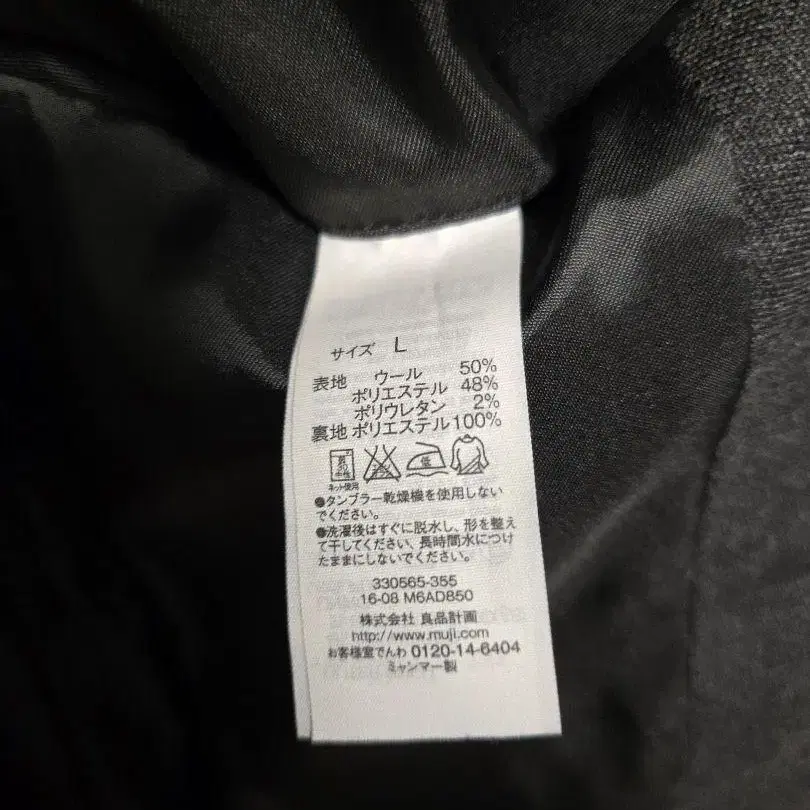 サイズ L
表地 ウール 50%
ポリエステル 48%
ポリウレタン 2%
裏地 ポリエステル 100%
低
ネット使用
●タンブラー乾燥機を使用しない
でください。
●洗濯後はすぐに脱水し、形を整え
て干してください、長時間水につけ
たままにしないでください。
330565-355
16-08 M6AD850
株式会社 良品計画
http://www.muji.com
お客様室でんわ 0120-14-6404
ミャンマー製